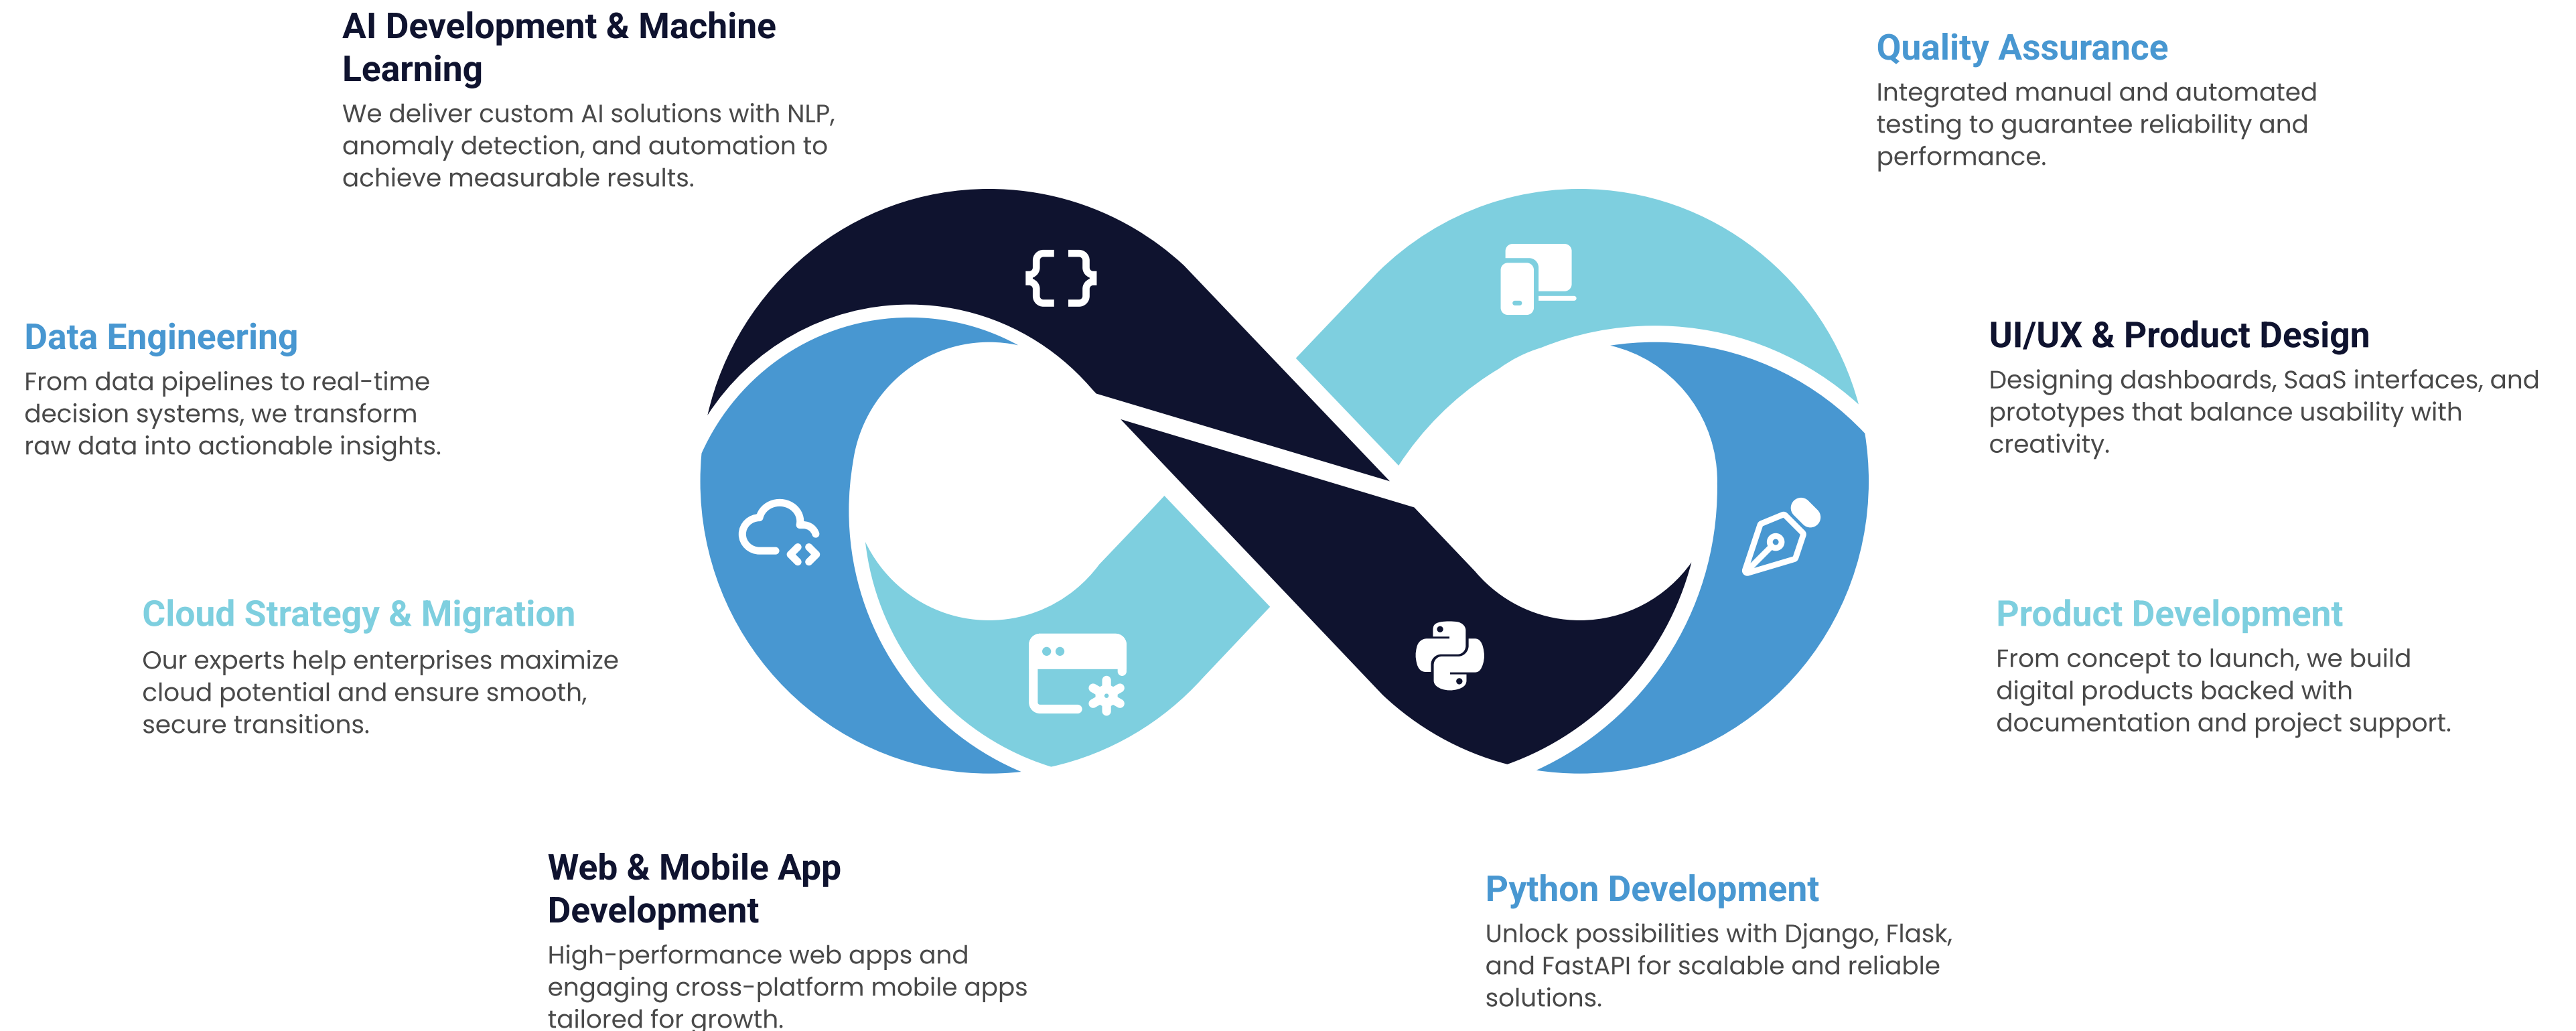 AI Development & Machine
Learning
We deliver custom AI solutions with NLP,
anomaly detection, and automation to
achieve measurable results.
Quality Assurance
Integrated manual and automated
testing to guarantee reliability and
performance.
Data Engineering
From data pipelines to real-time
decision systems, we transform
raw data into actionable insights.
UI/UX & Product Design
Designing dashboards, SaaS interfaces, and
prototypes that balance usability with
creativity.
Cloud Strategy & Migration
Our experts help enterprises maximize
cloud potential and ensure smooth,
secure transitions.
Product Development
From concept to launch, we build
digital products backed with
documentation and project support.
Web & Mobile App
Development
High-performance web apps and
engaging cross-platform mobile apps
tailored for growth.
Python Development
Unlock possibilities with Django, Flask,
and FastAPI for scalable and reliable
solutions.